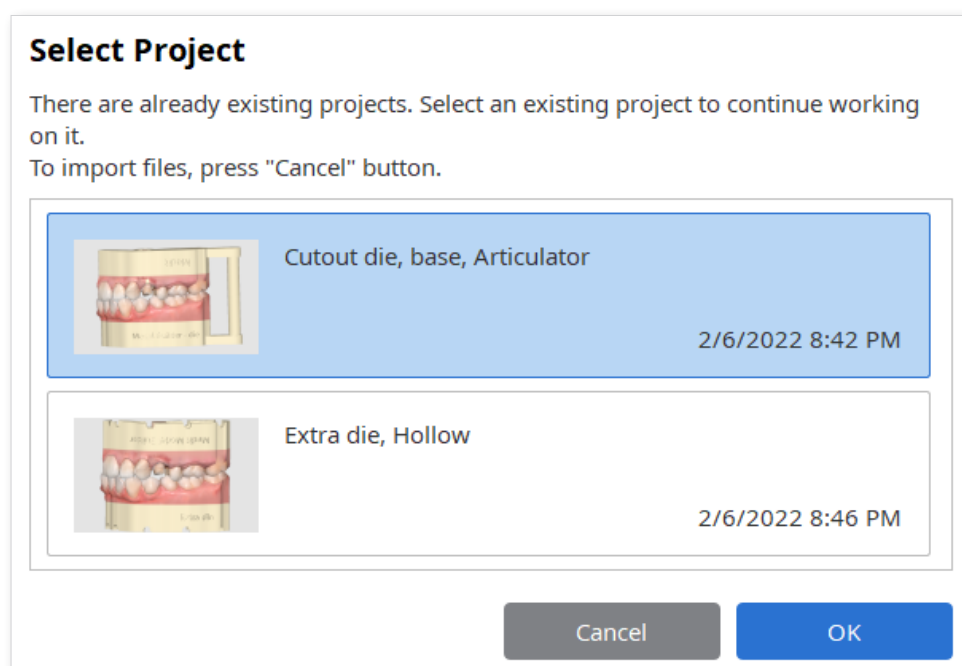 Select Project
There are already existing projects. Select an existing project to continue working
on it.
To import files, press "Cancel" button.
Cutout die, base, Articulator
2/6/2022 8:42 PM
Extra die, Hollow
2/6/2022 8:46 PM
Cancel
OK